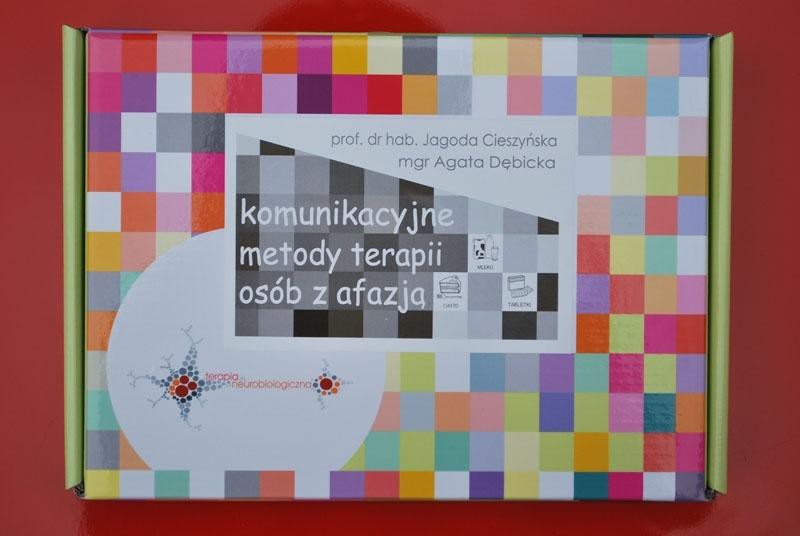 prof. dr hab. Jagoda Cieszyńska
mgr Agata Dębicka
komunikacyjne
metody terapii
osób z afazją
MLEKO
CIASTO
TABLETKI
terapia
neurobiologiczna